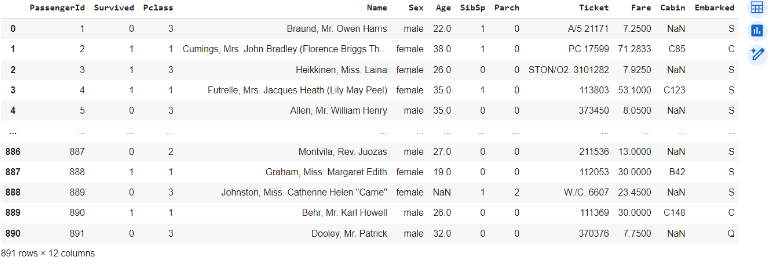 PassengerId Survived Pclass Name Sex Age SibSp Parch Ticket Fare Cabin Embarked
0 1 0 3 Braund, Mr. Owen Harris male 22.0 1 0 A/5 21171 7.2500 NaN S
1 2 1 1 Cumings, Mrs. John Bradley (Florence Briggs Th... female 38.0 1 0 PC 17599 71.2833 C85 C
2 3 1 3 Heikkinen, Miss. Laina female 26.0 0 0 STON/O2. 3101282 7.9250 NaN S
3 4 1 1 Futrelle, Mrs. Jacques Heath (Lily May Peel) female 35.0 1 0 113803 53.1000 C123 S
4 5 0 3 Allen, Mr. William Henry male 35.0 0 0 373450 8.0500 NaN S
... ... ... ... ... ... ... ... ... ... ... ... ...
886 887 0 2 Montvila, Rev. Juozas male 27.0 0 0 211536 13.0000 NaN S
887 888 1 1 Graham, Miss. Margaret Edith female 19.0 0 0 112053 30.0000 B42 S
888 889 0 3 Johnston, Miss. Catherine Helen "Carrie" female NaN 1 2 W./C. 6607 23.4500 NaN S
889 890 1 1 Behr, Mr. Karl Howell male 26.0 0 0 111369 30.0000 C148 C
890 891 0 3 Dooley, Mr. Patrick male 32.0 0 0 370376 7.7500 NaN Q
891 rows × 12 columns